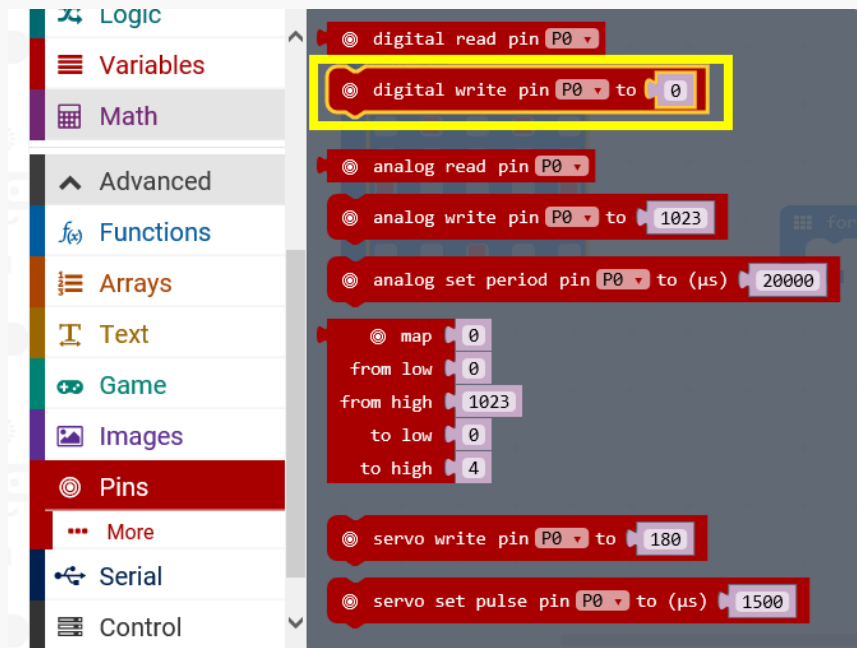 Logic
Variables
Math
Advanced
f(x) Functions
Arrays
Text
Game
Images
Pins
More
Serial
Control
digital read pin P0
digital write pin P0 to 0
analog read pin P0
analog write pin P0 to 1023
analog set period pin P0 to (µs) 20000
map 0
from low 0
from high 1023
to low 0
to high 4
servo write pin P0 to 180
servo set pulse pin P0 to (µs) 1500
for